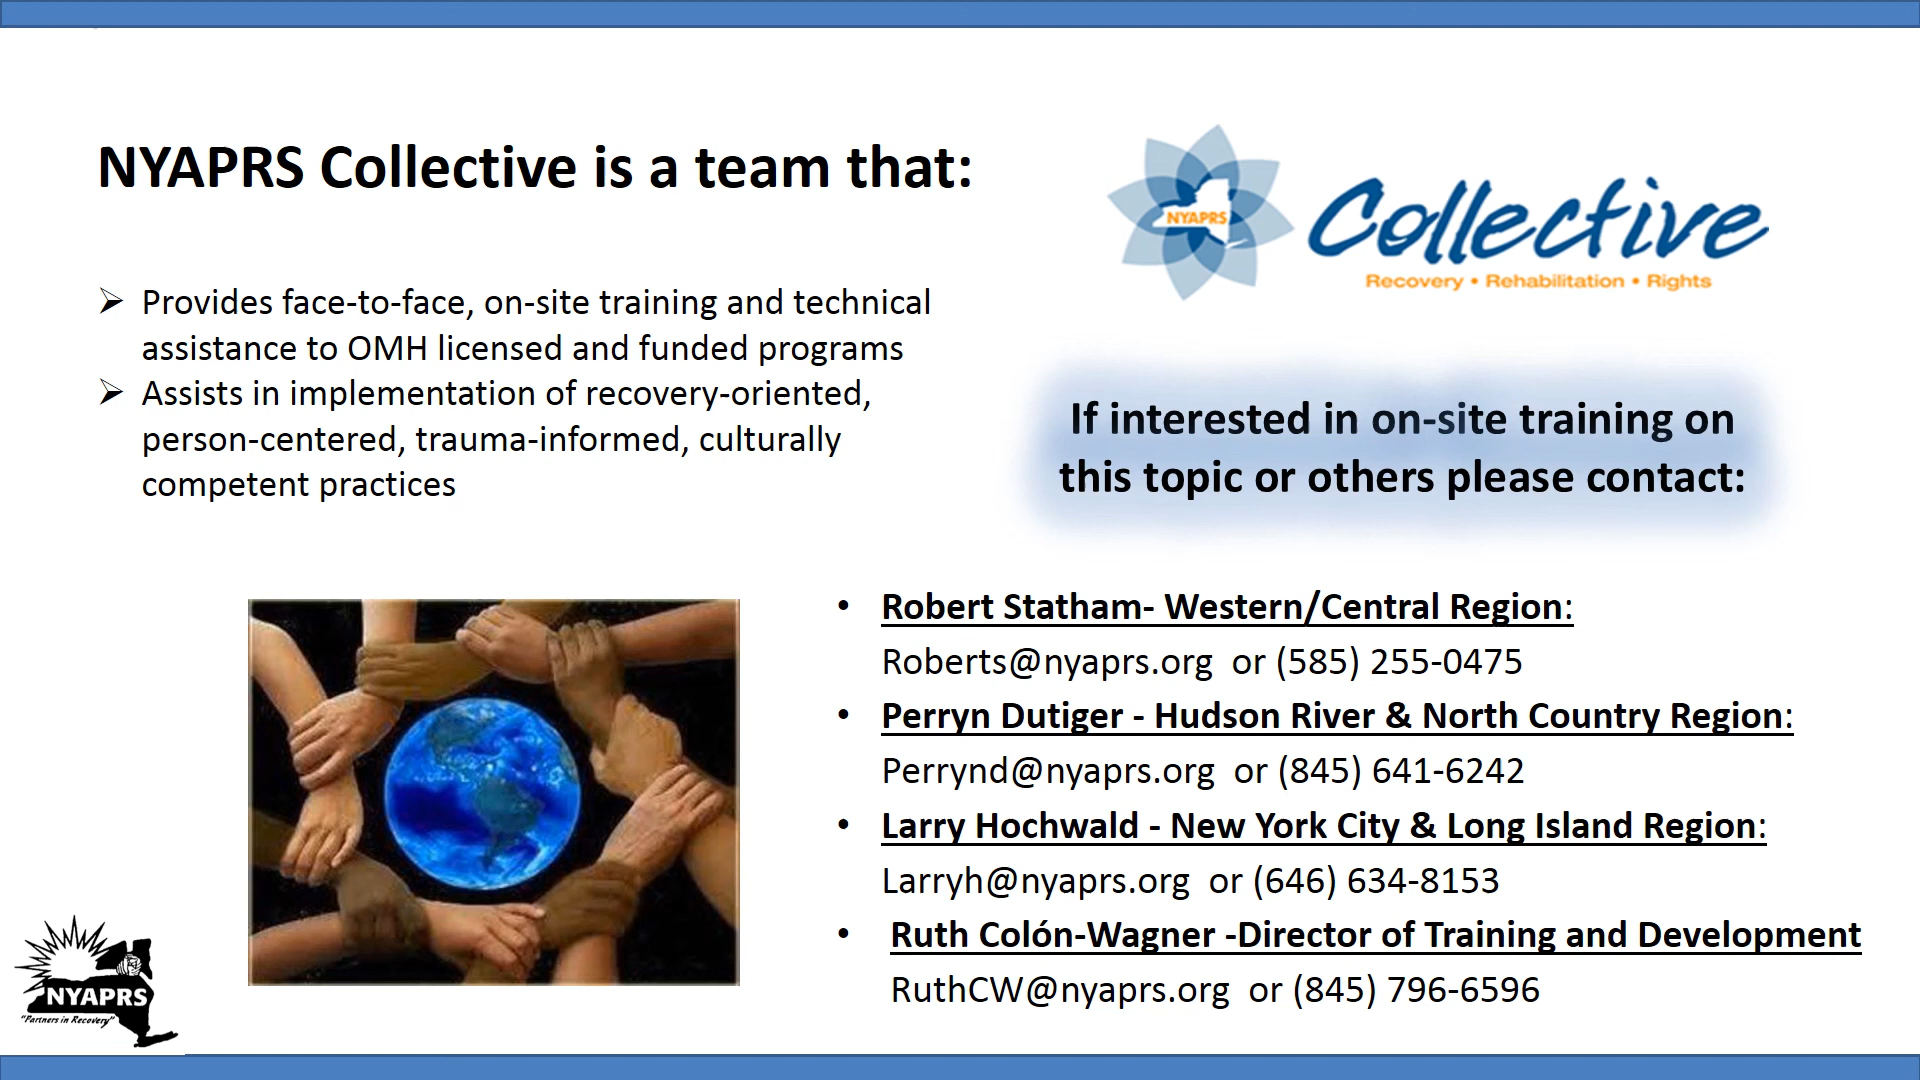 NYAPRS Collective is a team that:
➢ Provides face-to-face, on-site training and technical
assistance to OMH licensed and funded programs
➢ Assists in implementation of recovery-oriented,
person-centered, trauma-informed, culturally
competent practices
NYAPRS
Collective
Recovery • Rehabilitation • Rights
If interested in on-site training on
this topic or others please contact:
• Robert Statham- Western/Central Region:
Roberts@nyaprs.org or (585) 255-0475
• Perryn Dutiger - Hudson River & North Country Region:
Perrynd@nyaprs.org or (845) 641-6242
• Larry Hochwald - New York City & Long Island Region:
Larryh@nyaprs.org or (646) 634-8153
• Ruth Colón-Wagner -Director of Training and Development
RuthCW@nyaprs.org or (845) 796-6596
NYAPRS
"Partners in Recovery"